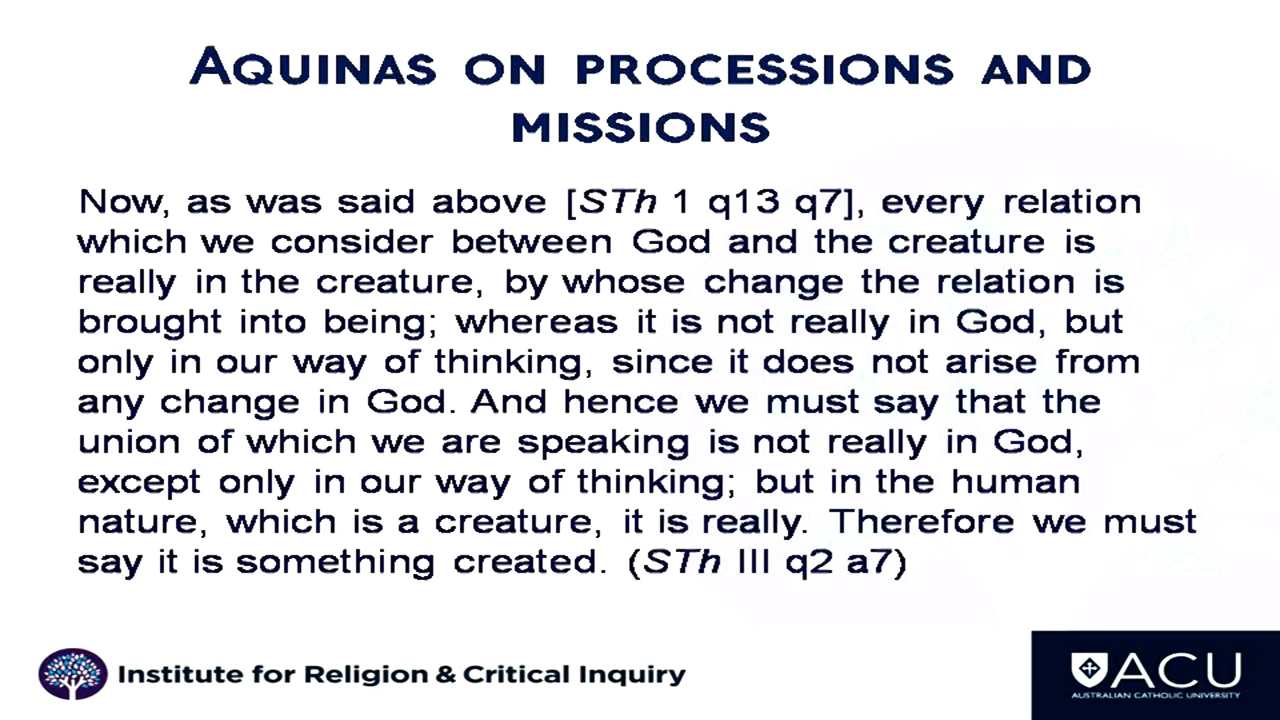 AQUINAS ON PROCESSIONS AND
MISSIONS
Now, as was said above [STh 1 q13 q7], every relation
which we consider between God and the creature is
really in the creature, by whose change the relation is
brought into being; whereas it is not really in God, but
only in our way of thinking, since it does not arise from
any change in God. And hence we must say that the
union of which we are speaking is not really in God,
except only in our way of thinking; but in the human
nature, which is a creature, it is really. Therefore we must
say it is something created. (STh III q2 a7)
Institute for Religion & Critical Inquiry
ACU
AUSTRALIAN CATHOLIC UNIVERSITY